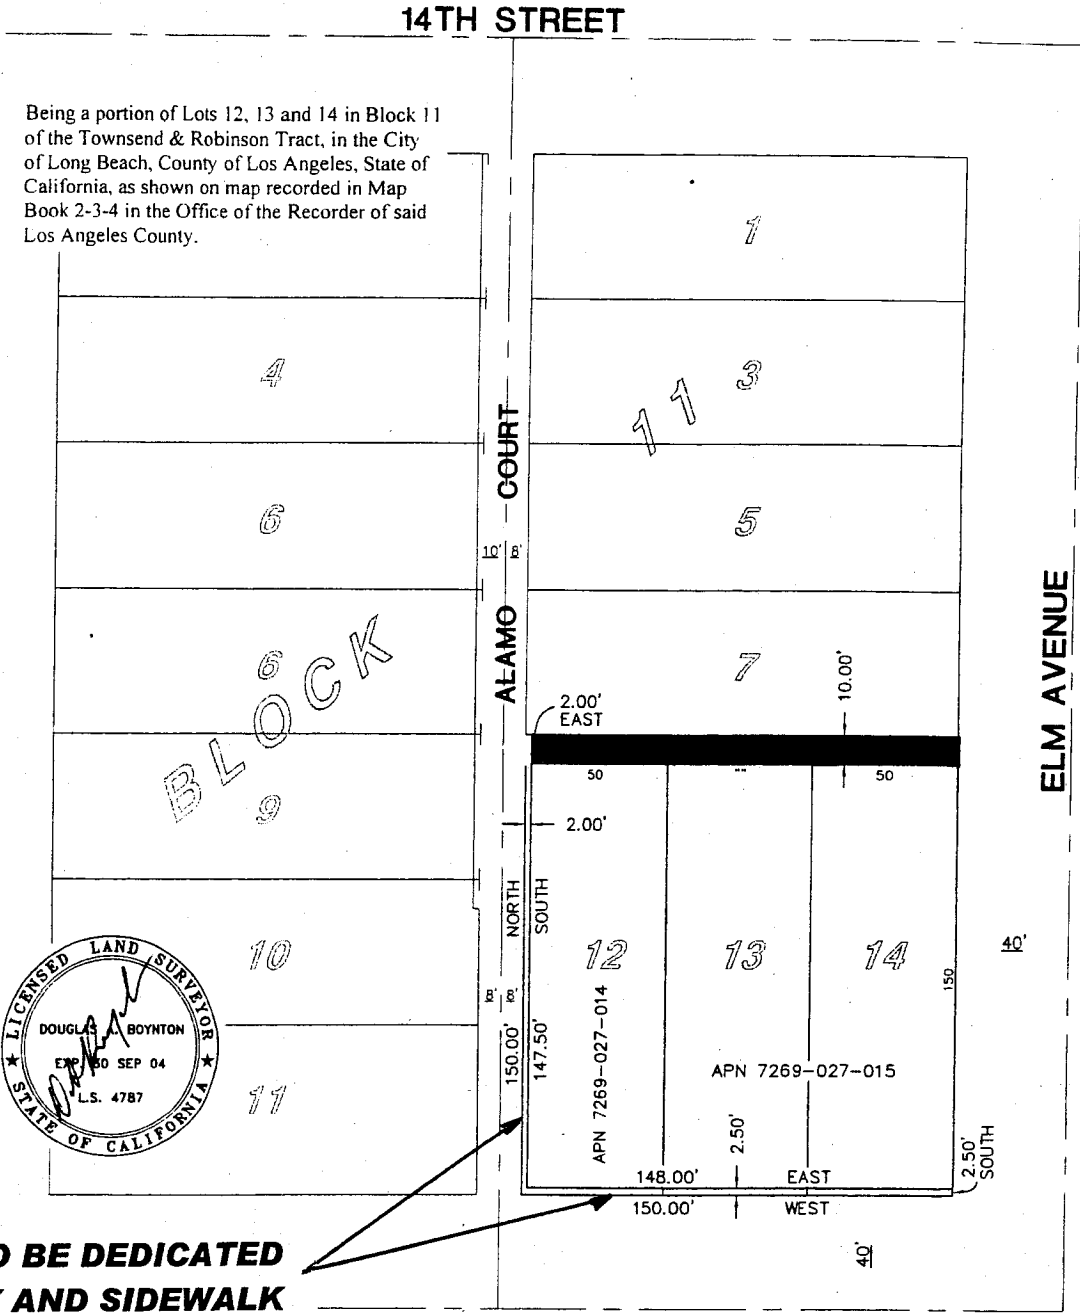 14TH STREET
Being a portion of Lots 12, 13 and 14 in Block 11
of the Townsend & Robinson Tract, in the City
of Long Beach, County of Los Angeles, State of
California, as shown on map recorded in Map
Book 2-3-4 in the Office of the Recorder of said
Los Angeles County.
1
4
3
11
COURT
6
5
10' 8'
ALAMO
ELM AVENUE
6
7
10.00'
BLOCK
2.00'
EAST
50
50
9
2.00'
NORTH
SOUTH
10
12
13
14
40'
150
8' 8'
LICENSED LAND SURVEYOR
DOUGLAS BOYNTON
EXP 30 SEP 04
L.S. 4787
STATE OF CALIFORNIA
150.00'
147.50'
APN 7269-027-014
APN 7269-027-015
11
2.50'
2.50'
SOUTH
148.00' EAST
150.00' WEST
40'
BE DEDICATED
AND SIDEWALK